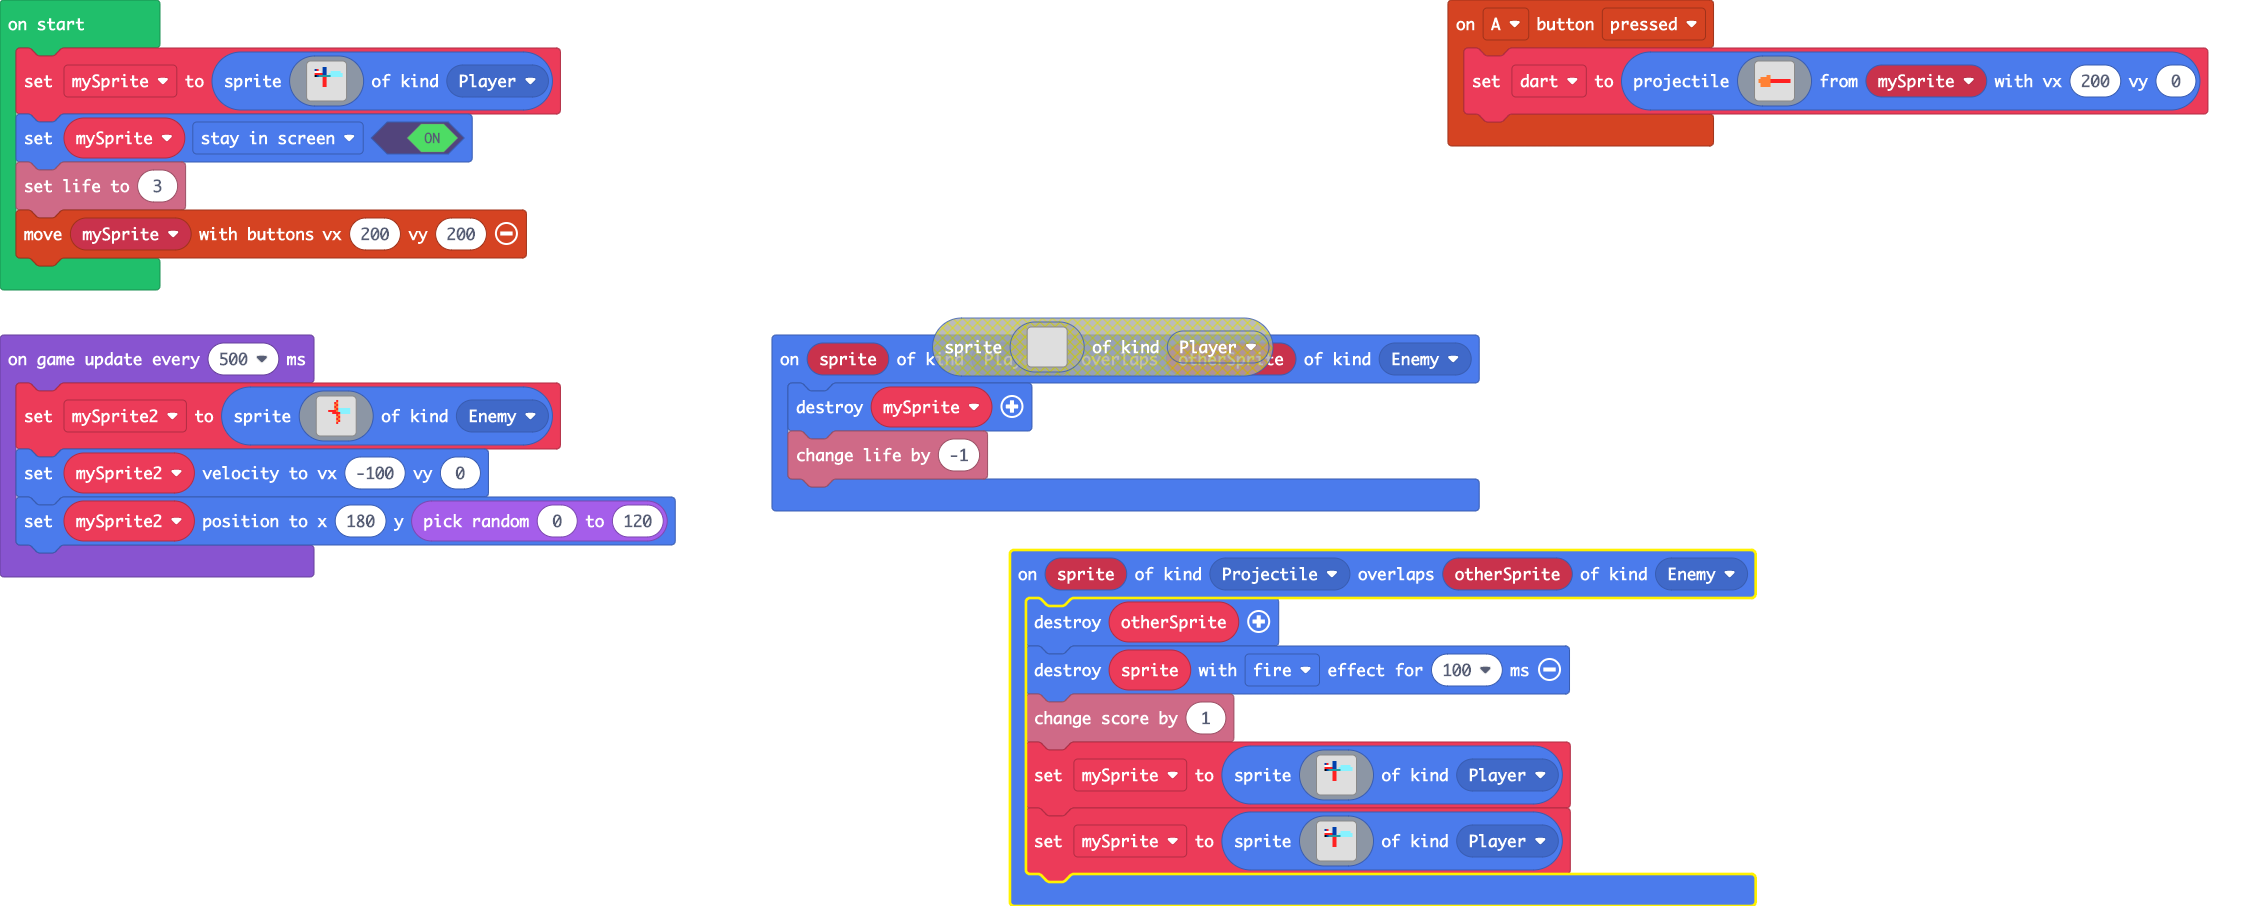 on start
set mySprite to sprite of kind Player
set mySprite stay in screen ON
set life to 3
move mySprite with buttons vx 200 vy 200
on A button pressed
set dart to projectile from mySprite with vx 200 vy 0
on game update every 500 ms
set mySprite2 to sprite of kind Enemy
set mySprite2 velocity to vx -100 vy 0
set mySprite2 position to x 180 y pick random 0 to 120
sprite of kind Player
on sprite of kind Player overlaps otherSprite of kind Enemy
destroy mySprite
change life by -1
on sprite of kind Projectile overlaps otherSprite of kind Enemy
destroy otherSprite
destroy sprite with fire effect for 100 ms
change score by 1
set mySprite to sprite of kind Player
set mySprite to sprite of kind Player